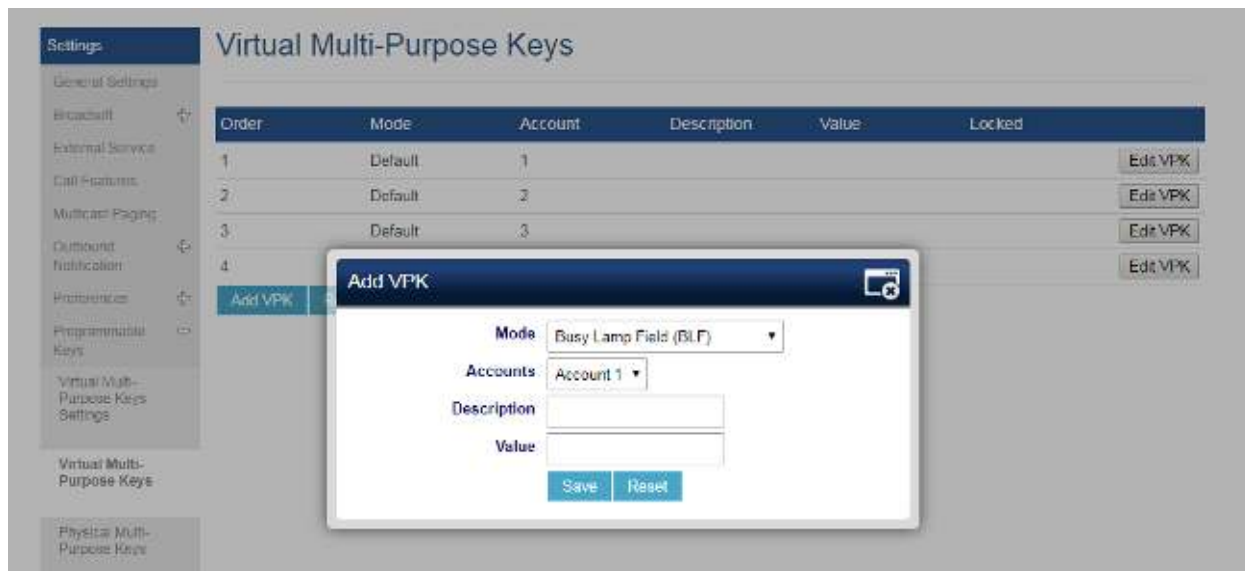 Settings
Virtual Multi-Purpose Keys
General Settings
Broadsoft
External Service
Call Features
Multicast Paging
Outbound
Notification
Preferences
Programmable
Keys
Virtual Multi-
Purpose Keys
Settings
Virtual Multi-
Purpose Keys
Physical Multi-
Purpose Keys
Order Mode Account Description Value Locked
1 Default 1 Edit VPK
2 Default 2 Edit VPK
3 Default 3 Edit VPK
4 Edit VPK
Add VPK
Add VPK
Mode Busy Lamp Field (BLF)
Accounts Account 1
Description
Value
Save Reset